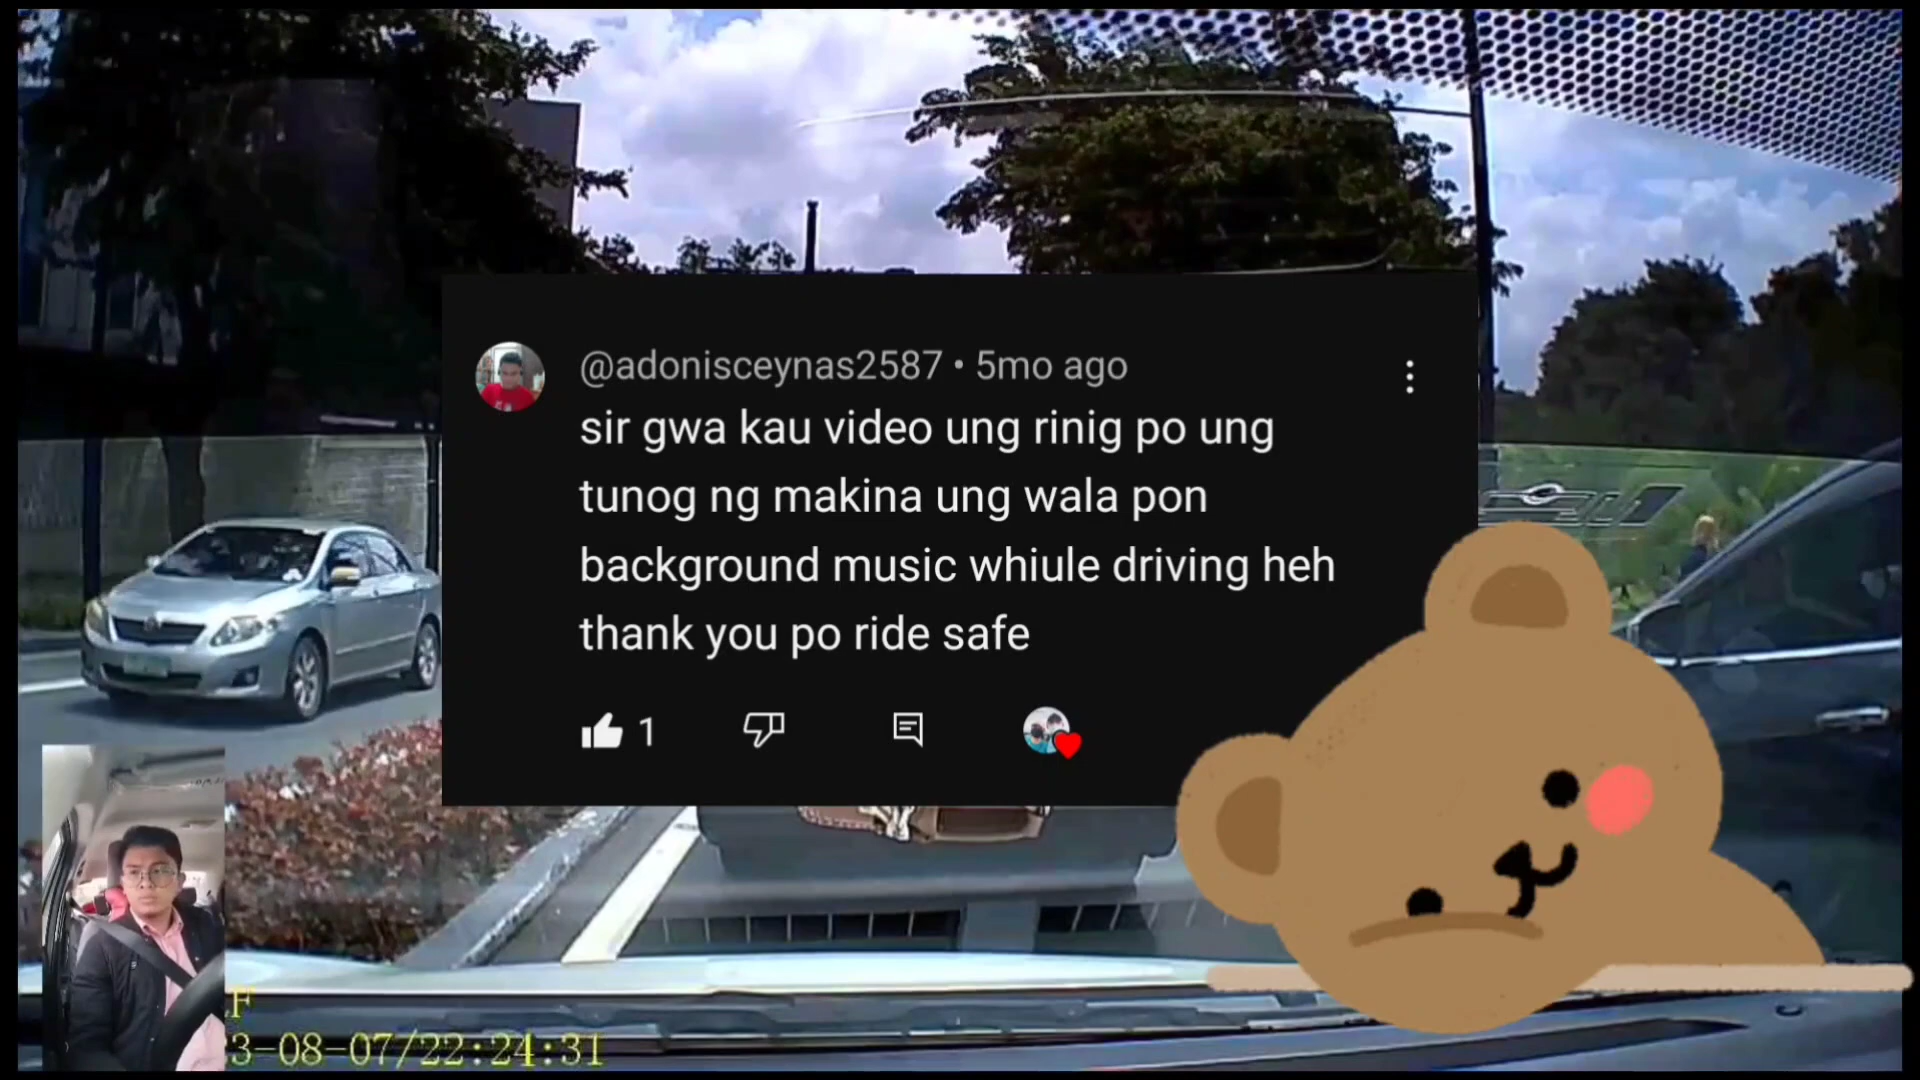 @adonisceynas2587 • 5mo ago
sir gwa kau video ung rinig po ung
tunog ng makina ung wala pon
background music whiule driving heh
thank you po ride safe
1
F
3-08-07/22:24:31